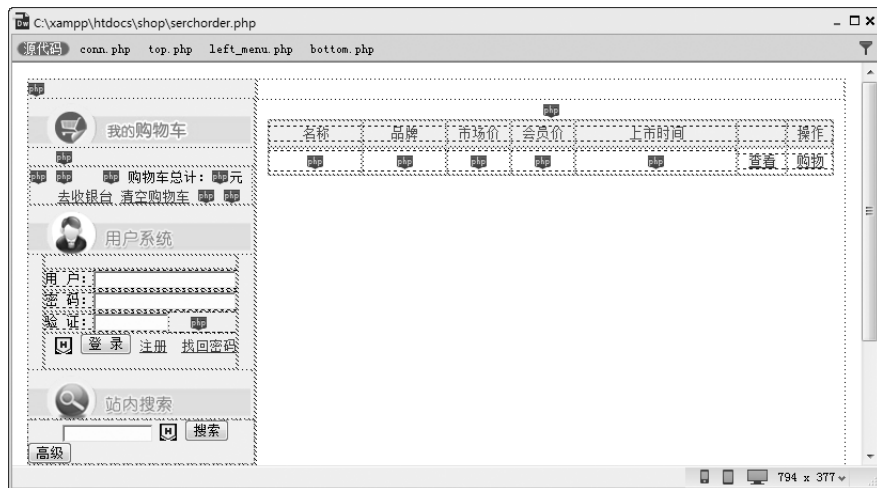 Dw C:\xampp\htdocs\shop\serchorder.php
源代码 conn.php top.php left_menu.php bottom.php
php
php
我的购物车
名称 品牌 市场价 会员价 上市时间 操作
php php php php php 查看 购物
php
php php php 购物车总计：php元
去收银台 清空购物车 php php
用户系统
用 户：
密 码：
验 证： php
H 登 录 注册 找回密码
站内搜索
H 搜索
高级
794 x 377